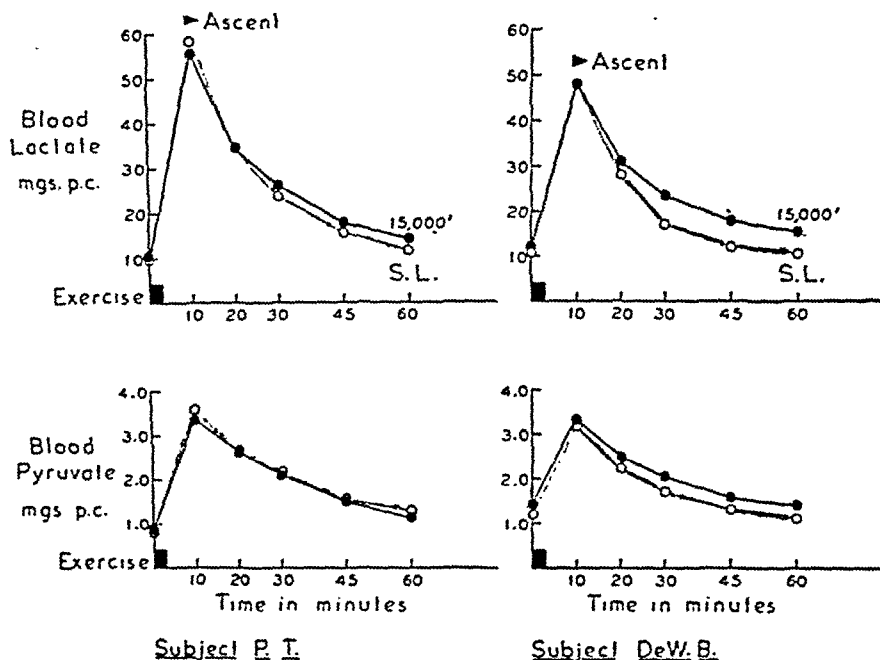 Ascent
60
50
Blood
40
Lactate
30
mgs. p.c.
20
15,000'
10
S.L.
Exercise
10 20 30 45 60
Ascent
60
50
40
30
20
15,000'
10
S.L.
10 20 30 45 60
4.0
Blood
3.0
Pyruvate
2.0
mgs p.c.
1.0
Exercise
10 20 30 45 60
Time in minutes
Subject P. T.
4.0
3.0
2.0
1.0
10 20 30 45 60
Time in minutes
Subject DeW. B.